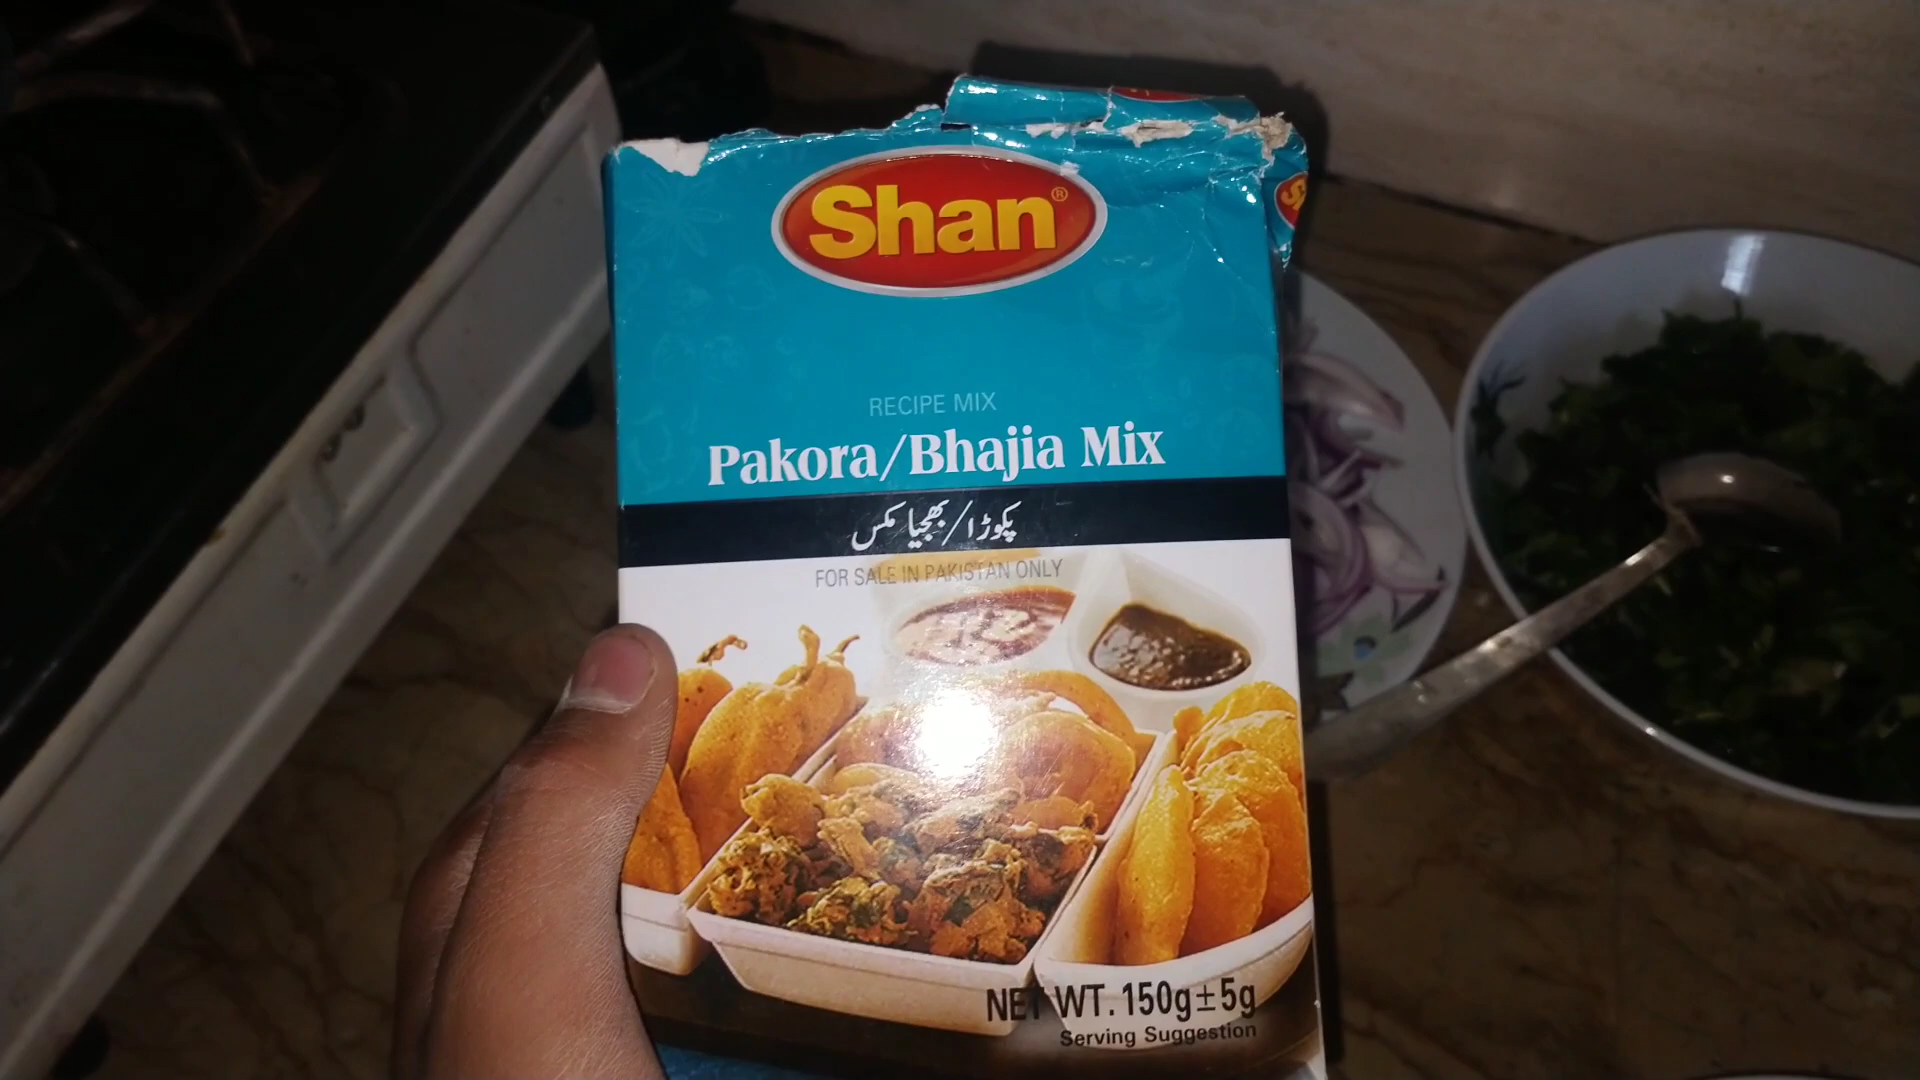 Shan®
RECIPE MIX
Pakora/Bhajia Mix
پکوڑا/بھجیا مکس
FOR SALE IN PAKISTAN ONLY
NET WT. 150g±5g
Serving Suggestion